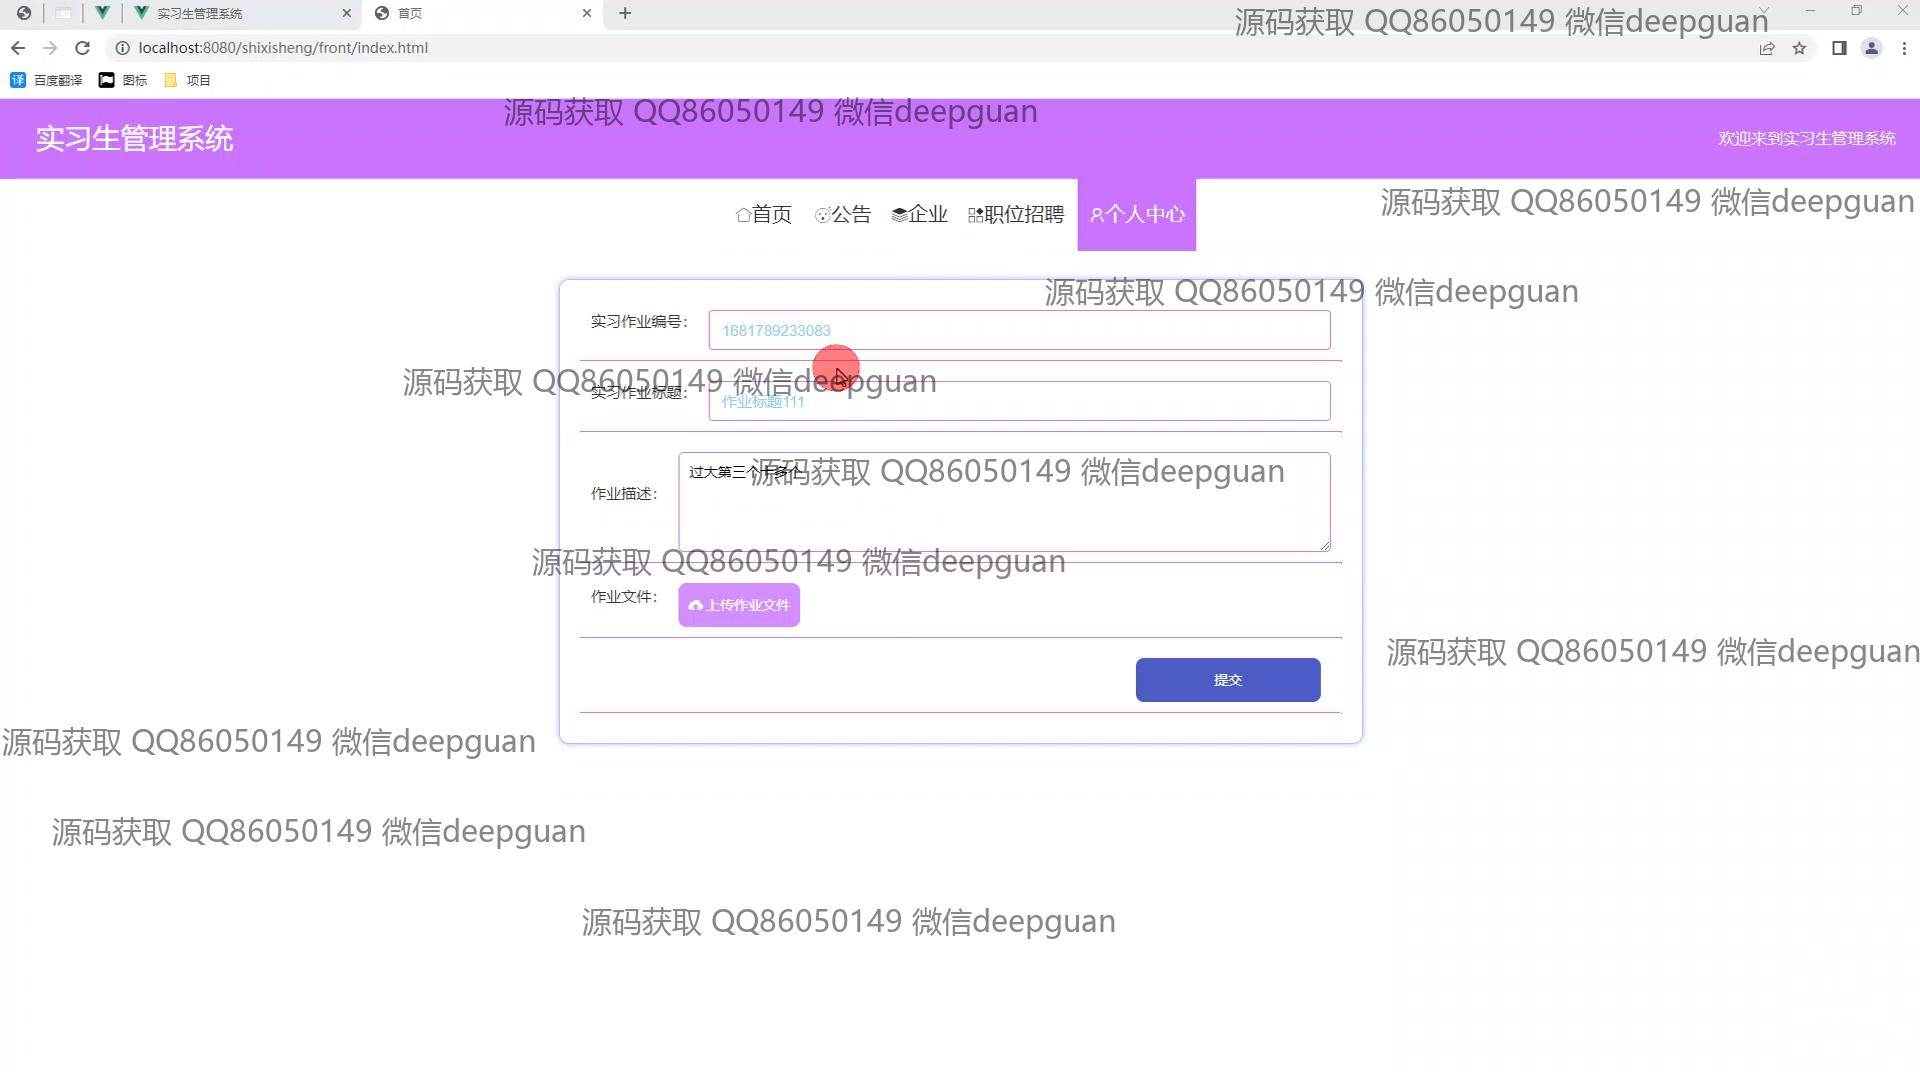 实习生管理系统
首页
源码获取 QQ86050149 微信deepguan
localhost:8080/shixisheng/front/index.html
百度翻译
图标
项目
源码获取 QQ86050149 微信deepguan
实习生管理系统
欢迎来到实习生管理系统
首页
公告
企业
职位招聘
个人中心
源码获取 QQ86050149 微信deepguan
源码获取 QQ86050149 微信deepguan
实习作业编号：
1681789233083
源码获取 QQ86050149 微信deepguan
实习作业标题：
作业标题111
过大第三个十多个
源码获取 QQ86050149 微信deepguan
作业描述：
源码获取 QQ86050149 微信deepguan
作业文件：
上传作业文件
源码获取 QQ86050149 微信deepguan
提交
源码获取 QQ86050149 微信deepguan
源码获取 QQ86050149 微信deepguan
源码获取 QQ86050149 微信deepguan